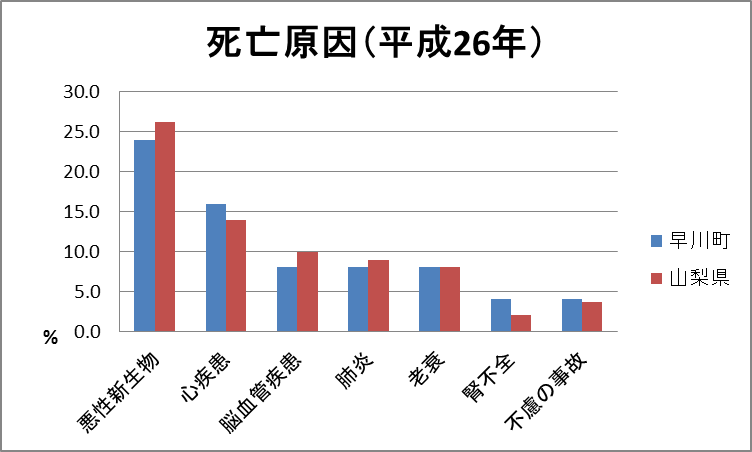 死亡原因（平成26年）
30.0
25.0
20.0
15.0
10.0
5.0
0.0
%
悪性新生物
心疾患
脳血管疾患
肺炎
老衰
腎不全
不慮の事故
早川町
山梨県